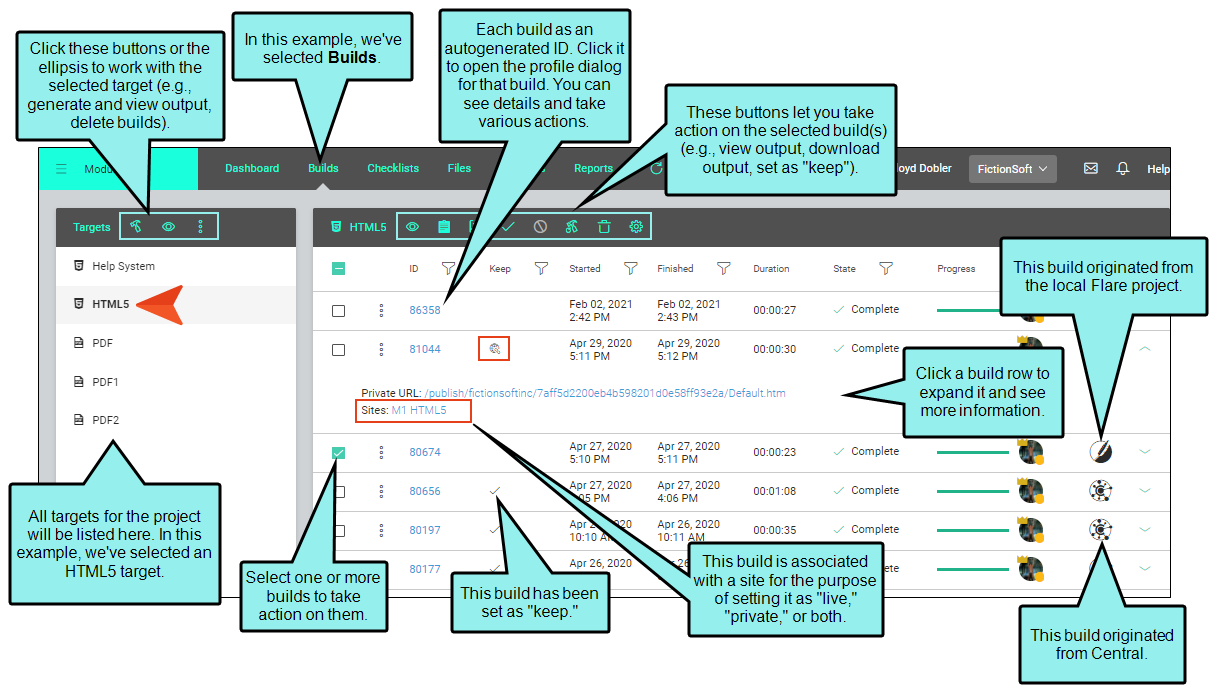 Click these buttons or the
ellipsis to work with the
selected target (e.g.,
generate and view output,
delete builds).
In this example, we've
selected Builds.
Each build as an
autogenerated ID. Click it
to open the profile dialog
for that build. You can
see details and take
various actions.
These buttons let you take
action on the selected build(s)
(e.g., view output, download
output, set as "keep").
Dashboard Builds Checklists Files Reports Dobler FictionSoft Help
Targets
HTML5
Help System
HTML5
PDF
PDF1
PDF2
ID Keep Started Finished Duration State Progress
This build originated from
the local Flare project.
86358 Feb 02, 2021 2:42 PM Feb 02, 2021 2:43 PM 00:00:27 Complete
81044 Apr 29, 2020 5:11 PM Apr 29, 2020 5:12 PM 00:00:30 Complete
Private URL: /publish/fictionsoftinc/7aff5d2200eb4b598201d0e58ff93e2a/Default.htm
Sites: M1 HTML5
Click a build row to
expand it and see
more information.
80674 Apr 27, 2020 5:10 PM Apr 27, 2020 5:11 PM 00:00:23 Complete
80656 Apr 27, 2020 :05 PM Apr 27, 2020 4:06 PM 00:01:08 Complete
80197 Apr 26, 2020 10:10 AM Apr 26, 2020 10:11 AM 00:00:35 Complete
80177 Apr 26, 2020 Apr 26, Complete
All targets for the project
will be listed here. In this
example, we've selected an
HTML5 target.
Select one or more
builds to take
action on them.
This build has been
set as "keep."
This build is associated
with a site for the purpose
of setting it as "live,"
"private," or both.
This build originated
from Central.